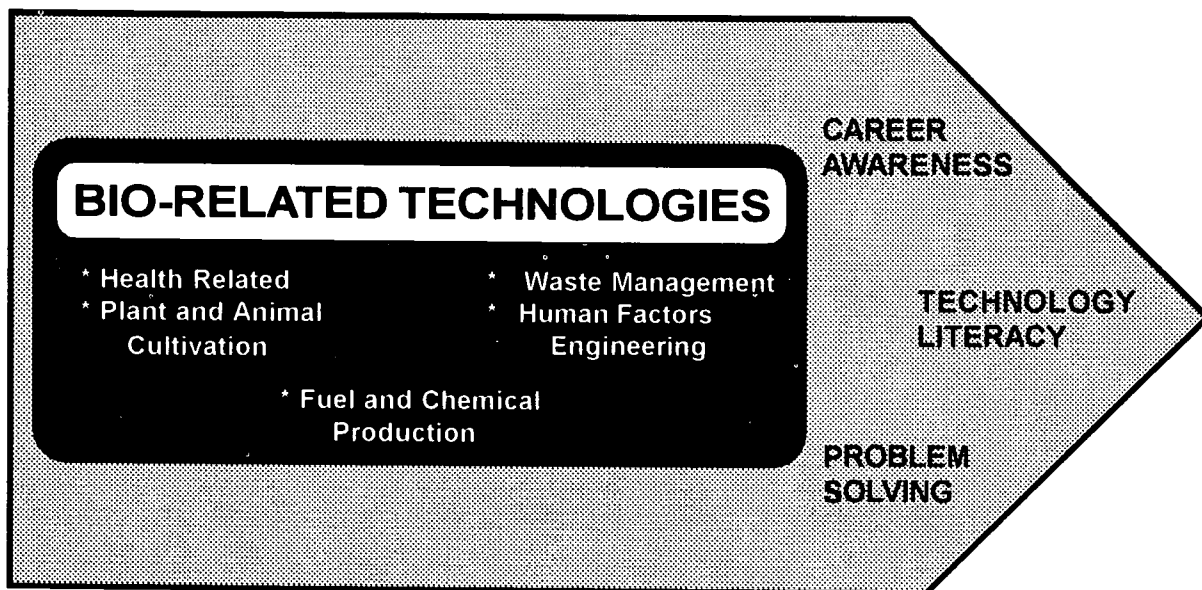 BIO-RELATED TECHNOLOGIES
* Health Related
* Plant and Animal
Cultivation
* Waste Management
* Human Factors
Engineering
* Fuel and Chemical
Production
CAREER
AWARENESS
TECHNOLOGY
LITERACY
PROBLEM
SOLVING